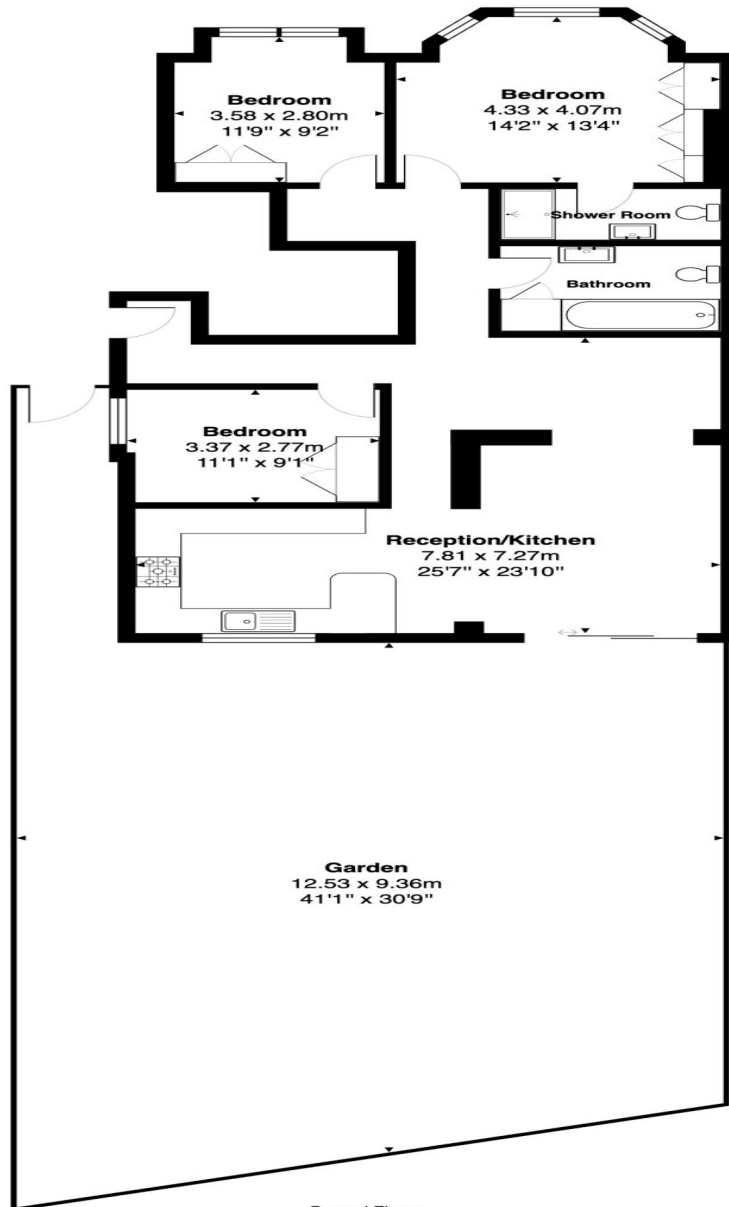 Bedroom
3.58 x 2.80m
11'9" x 9'2"
Bedroom
4.33 x 4.07m
14'2" x 13'4"
Shower Room
Bathroom
Bedroom
3.37 x 2.77m
11'1" x 9'1"
Reception/Kitchen
7.81 x 7.27m
25'7" x 23'10"
Garden
12.53 x 9.36m
41'1" x 30'9"